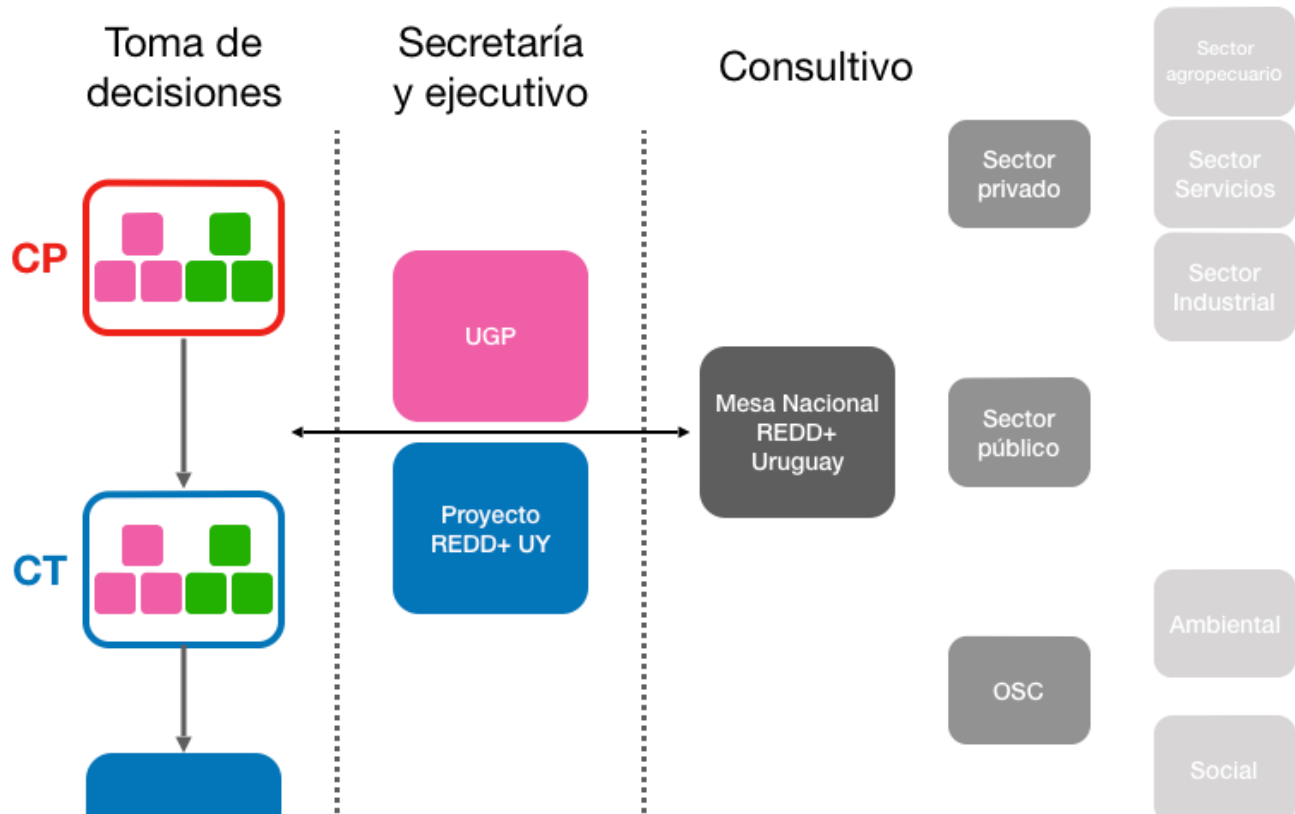 Toma de
decisiones
Secretaría
y ejecutivo
Consultivo
CP
UGP
Proyecto
REDD+ UY
CT
Mesa Nacional
REDD+
Uruguay
Sector
privado
Sector
público
OSC
Sector
agropecuario
Sector
Servicios
Sector
Industrial
Ambiental
Social